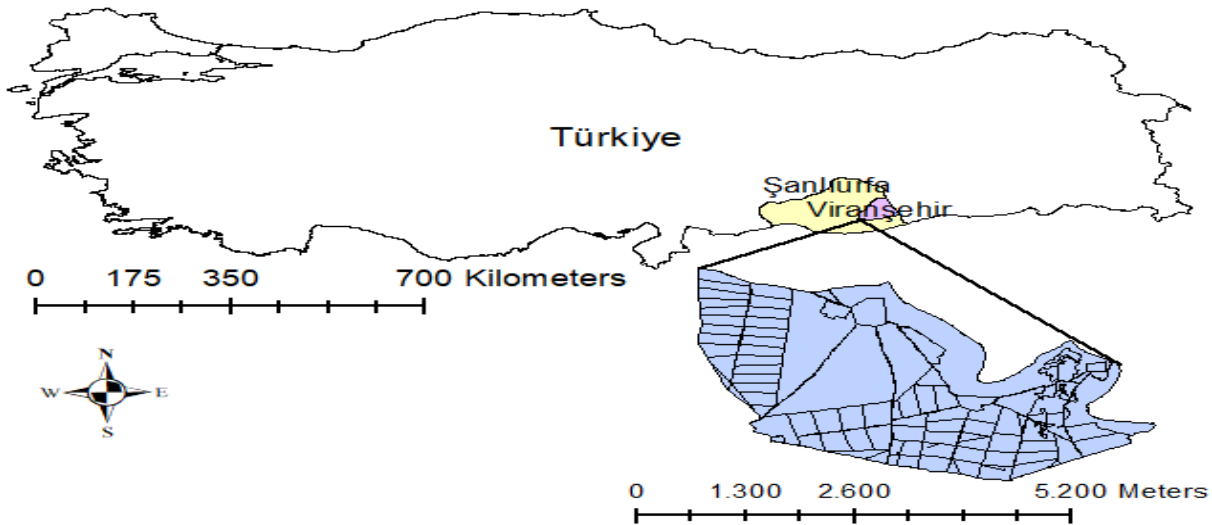 Türkiye
Şanlıurfa
Viranşehir
0 175 350 700 Kilometers
N
W E
S
0 1.300 2.600 5.200 Meters